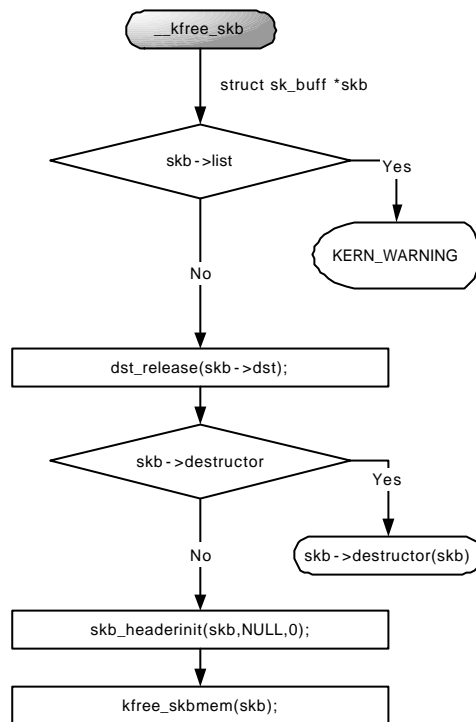 __kfree_skb
struct sk_buff *skb
skb->list
Yes
KERN_WARNING
No
dst_release(skb->dst);
skb->destructor
Yes
skb->destructor(skb)
No
skb_headerinit(skb,NULL,0);
kfree_skbmem(skb);